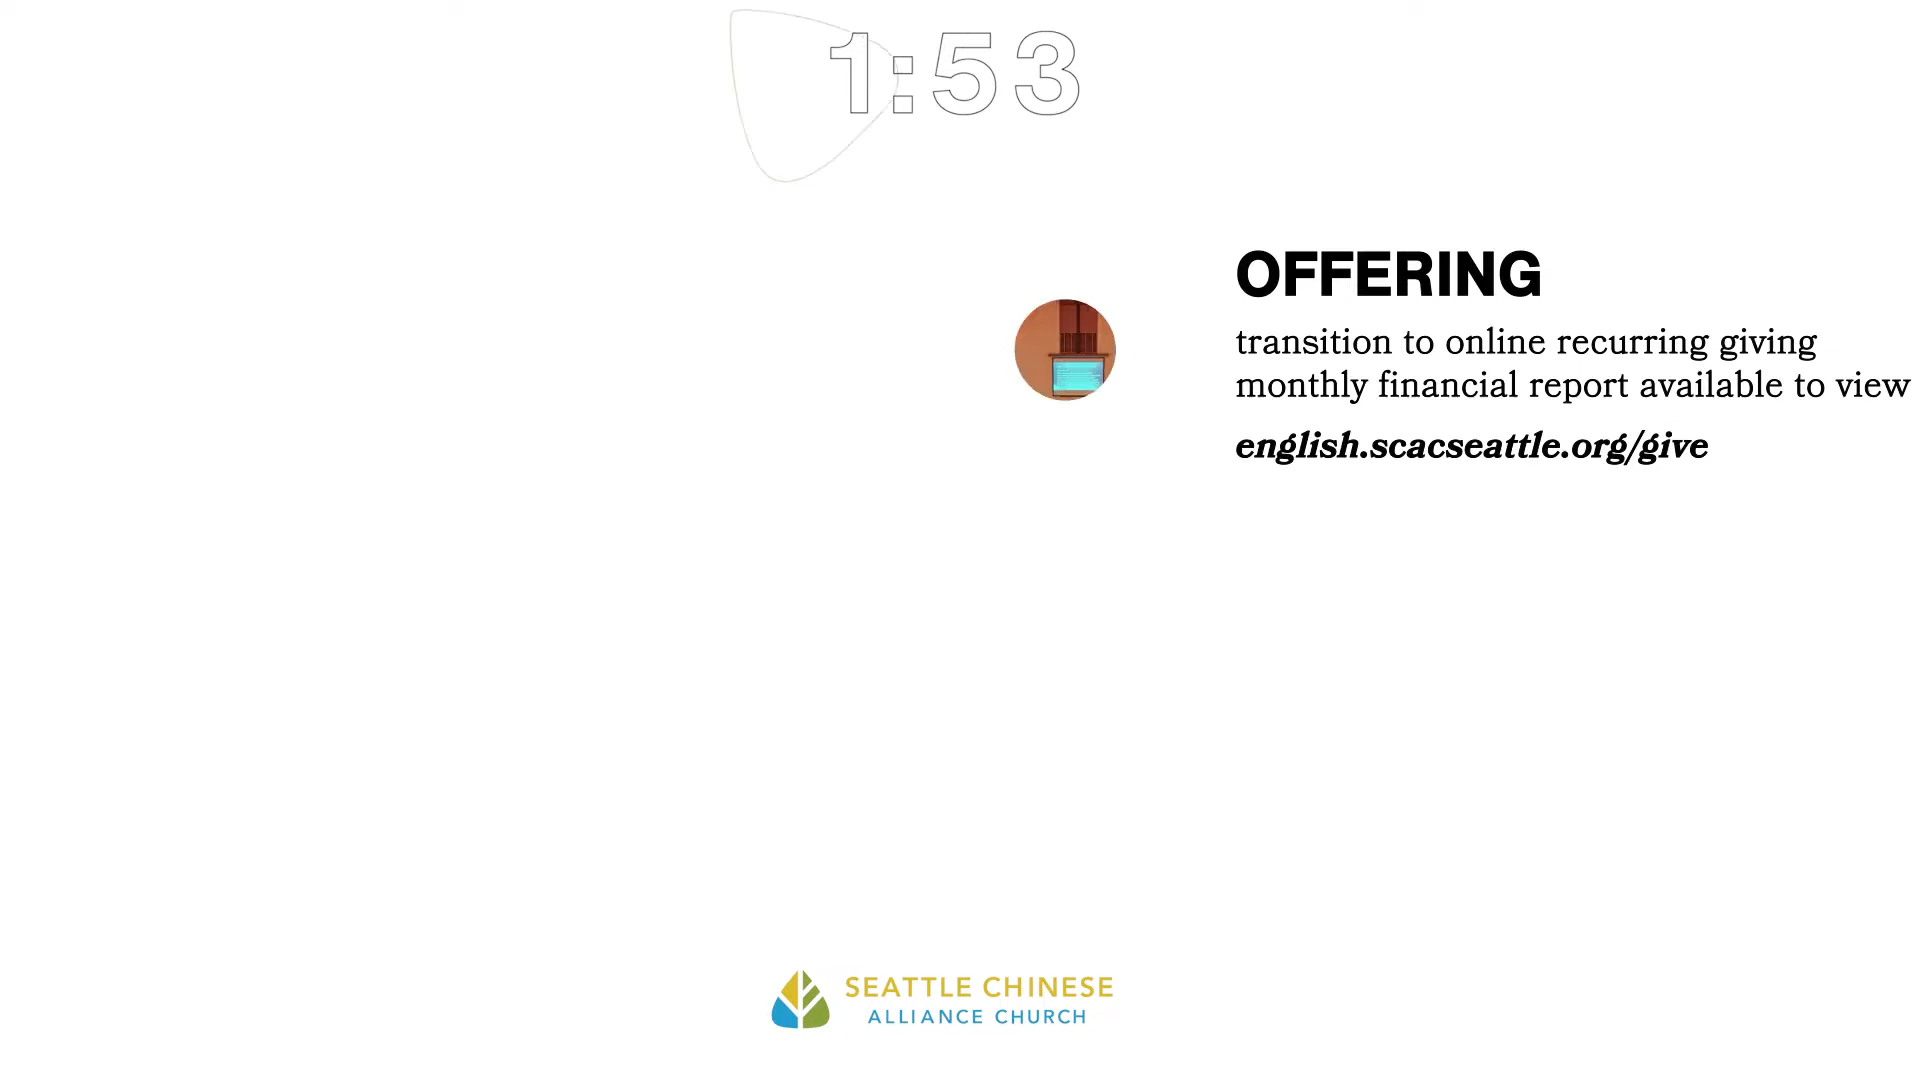 1:53
OFFERING
transition to online recurring giving
monthly financial report available to view
english.scacseattle.org/give
SEATTLE CHINESE
ALLIANCE CHURCH